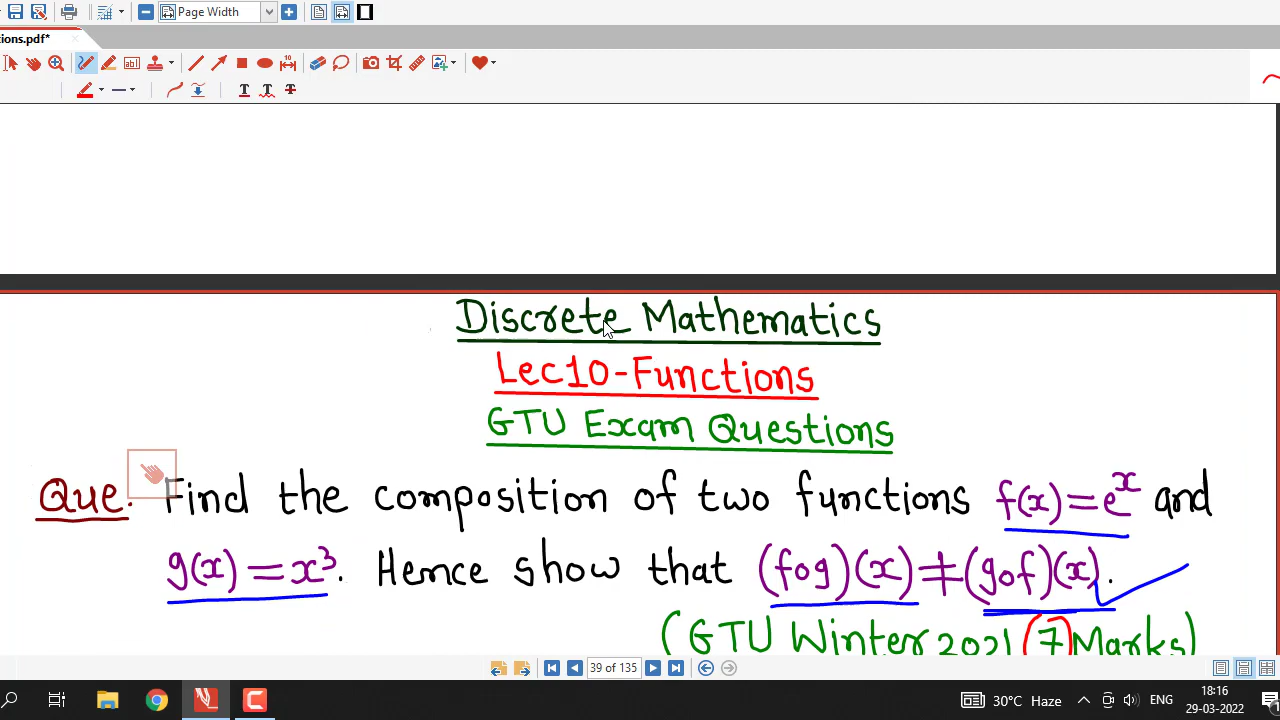 Page Width
ions.pdf*
10
T T T
Discrete Mathematics
Lec10-Functions
GTU Exam Questions
Que. Find the composition of two functions f(x)=e^x and
g(x)=x³. Hence show that (fog)(x)≠(gof)(x).
(GTU Winter 2021 (7) Marks)
39 of 135
30°C Haze
ENG
18:16
29-03-2022